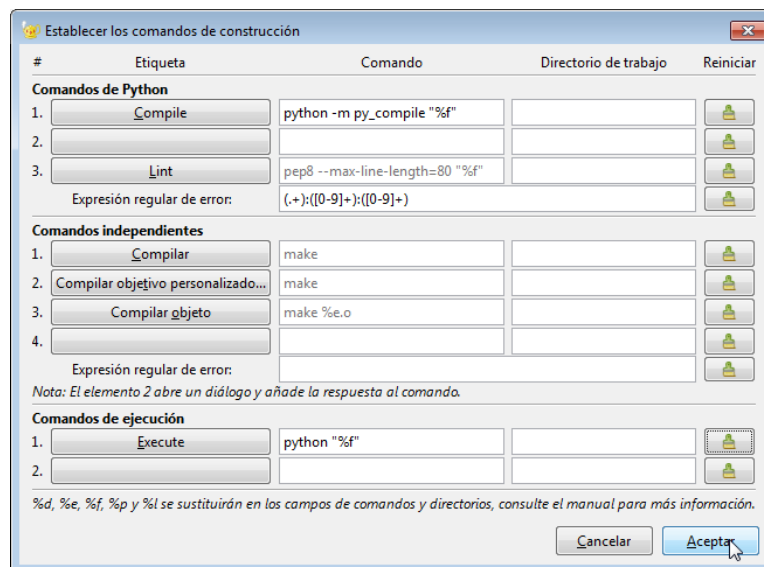 Establecer los comandos de construcción
# Etiqueta Comando Directorio de trabajo Reiniciar
Comandos de Python
1. Compile python -m py_compile "%f"
2.
3. Lint pep8 --max-line-length=80 "%f"
Expresión regular de error: (.+):([0-9]+):([0-9]+)
Comandos independientes
1. Compilar make
2. Compilar objetivo personalizado... make
3. Compilar objeto make %e.o
4.
Expresión regular de error:
Nota: El elemento 2 abre un diálogo y añade la respuesta al comando.
Comandos de ejecución
1. Execute python "%f"
2.
%d, %e, %f, %p y %l se sustituirán en los campos de comandos y directorios, consulte el manual para más información.
Cancelar Aceptar